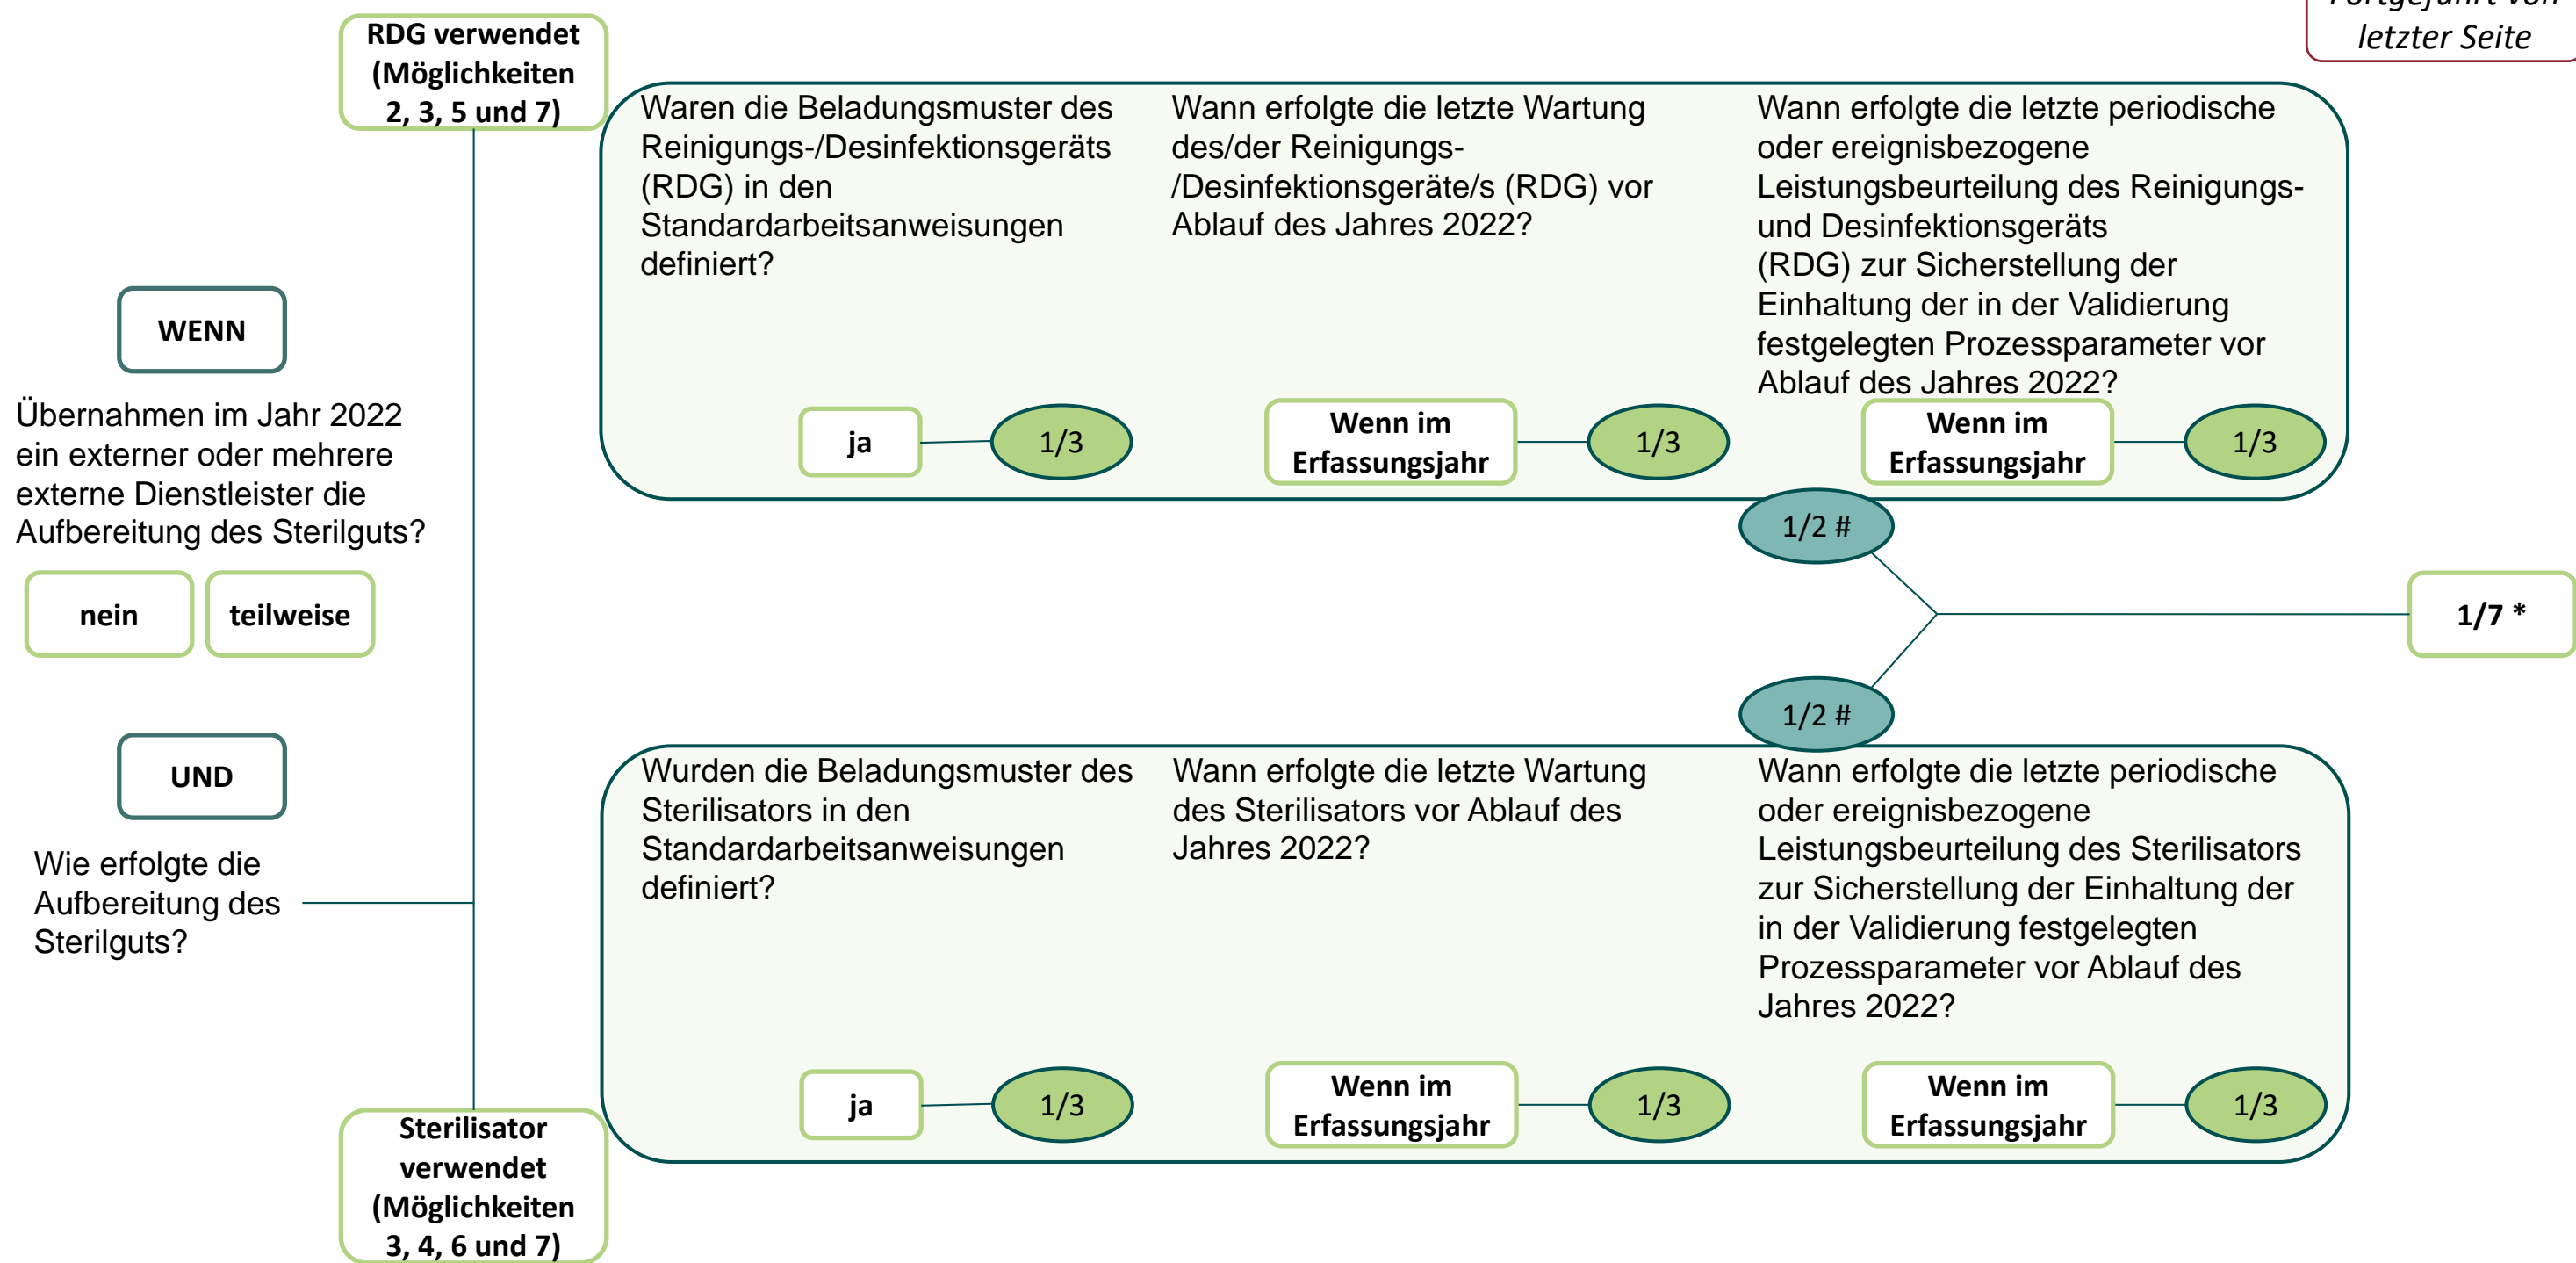 Fortgeführt von
letzter Seite
RDG verwendet
(Möglichkeiten
2, 3, 5 und 7)
Waren die Beladungsmuster des
Reinigungs-/Desinfektionsgeräts
(RDG) in den
Standardarbeitsanweisungen
definiert?
ja
1/3
Wann erfolgte die letzte Wartung
des/der Reinigungs-
/Desinfektionsgeräte/s (RDG) vor
Ablauf des Jahres 2022?
Wenn im
Erfassungsjahr
1/3
Wann erfolgte die letzte periodische
oder ereignisbezogene
Leistungsbeurteilung des Reinigungs-
und Desinfektionsgeräts
(RDG) zur Sicherstellung der
Einhaltung der in der Validierung
festgelegten Prozessparameter vor
Ablauf des Jahres 2022?
Wenn im
Erfassungsjahr
1/3
WENN
Übernahmen im Jahr 2022
ein externer oder mehrere
externe Dienstleister die
Aufbereitung des Sterilguts?
nein
teilweise
1/2 #
1/7 *
1/2 #
UND
Wie erfolgte die
Aufbereitung des
Sterilguts?
Wurden die Beladungsmuster des
Sterilisators in den
Standardarbeitsanweisungen
definiert?
ja
1/3
Wann erfolgte die letzte Wartung
des Sterilisators vor Ablauf des
Jahres 2022?
Wenn im
Erfassungsjahr
1/3
Wann erfolgte die letzte periodische
oder ereignisbezogene
Leistungsbeurteilung des Sterilisators
zur Sicherstellung der Einhaltung der
in der Validierung festgelegten
Prozessparameter vor Ablauf des
Jahres 2022?
Wenn im
Erfassungsjahr
1/3
Sterilisator
verwendet
(Möglichkeiten
3, 4, 6 und 7)